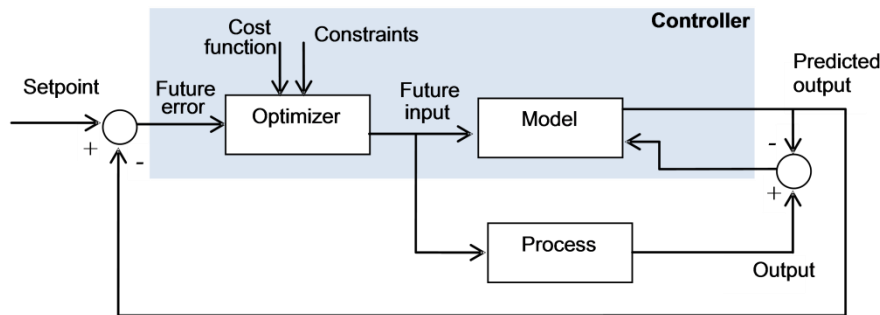 Controller
Cost
function
Constraints
Predicted
output
Setpoint
Future
error
Optimizer
Future
input
Model
+
-
-
+
Process
Output